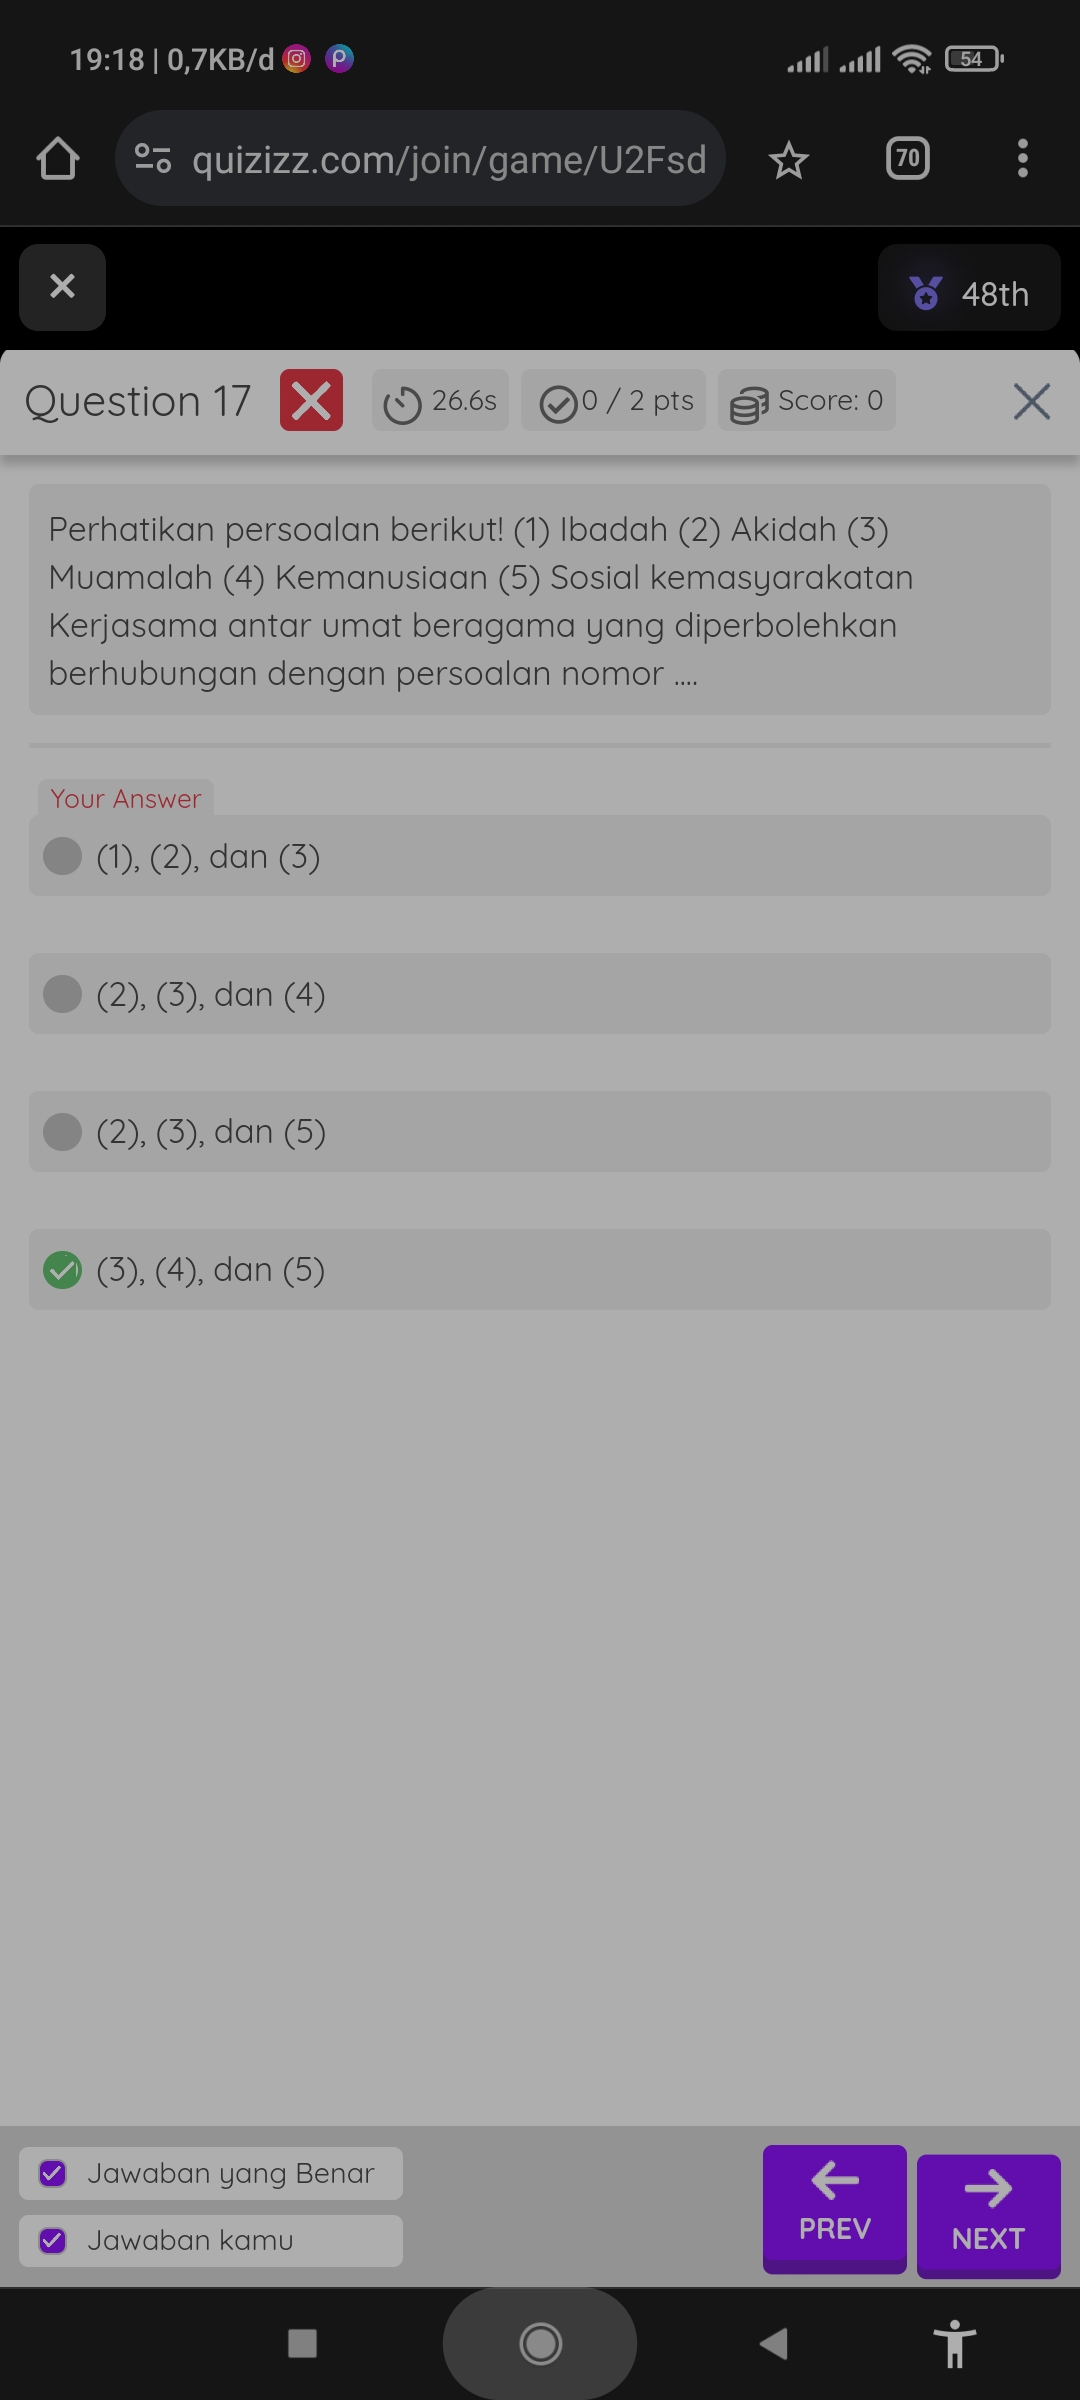 19:18 | 0,7KB/d
54
quizizz.com/join/game/U2Fsd
70
48th
Question 17
26.6s
0 / 2 pts
Score: 0
Perhatikan persoalan berikut! (1) Ibadah (2) Akidah (3)
Muamalah (4) Kemanusiaan (5) Sosial kemasyarakatan
Kerjasama antar umat beragama yang diperbolehkan
berhubungan dengan persoalan nomor ....
Your Answer
(1), (2), dan (3)
(2), (3), dan (4)
(2), (3), dan (5)
(3), (4), dan (5)
Jawaban yang Benar
Jawaban kamu
PREV
NEXT